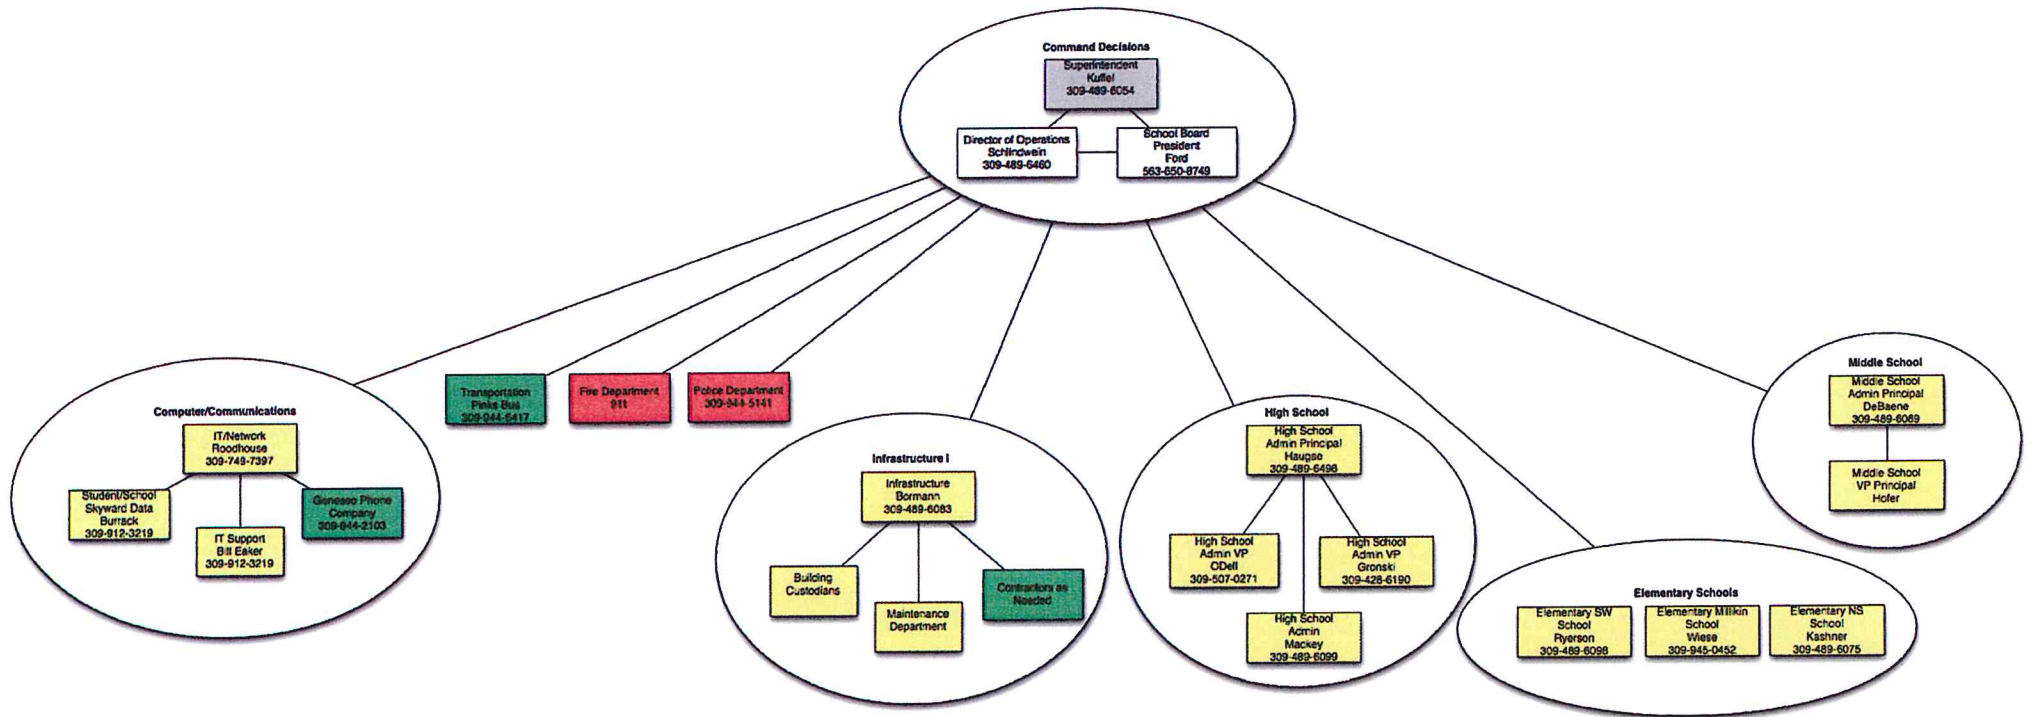 Command Decisions
Superintendent
Kuffel
309-489-6054
Director of Operations
Schlindwein
309-489-6460
School Board
President
Ford
563-650-8749
Computer/Communications
IT/Network
Roodhouse
309-749-7397
Student/School
Skyward Data
Burrack
309-912-3219
IT Support
Bill Eaker
309-912-3219
Geneseo Phone
Company
309-944-2103
Transportation
Pinks Bus
309-944-6417
Fire Department
911
Police Department
309-944-5141
Infrastructure I
Infrastructure
Bormann
309-489-6083
Building
Custodians
Maintenance
Department
Contractors as
Needed
High School
High School
Admin Principal
Haugse
309-489-6498
High School
Admin VP
ODell
309-507-0271
High School
Admin VP
Gronski
309-428-6190
High School
Admin
Mackey
309-489-6099
Elementary Schools
Elementary SW
School
Ryerson
309-489-6098
Elementary Millikin
School
Wiese
309-945-0452
Elementary NS
School
Kashner
309-489-6075
Middle School
Middle School
Admin Principal
DeBaene
309-489-6089
Middle School
VP Principal
Hofer